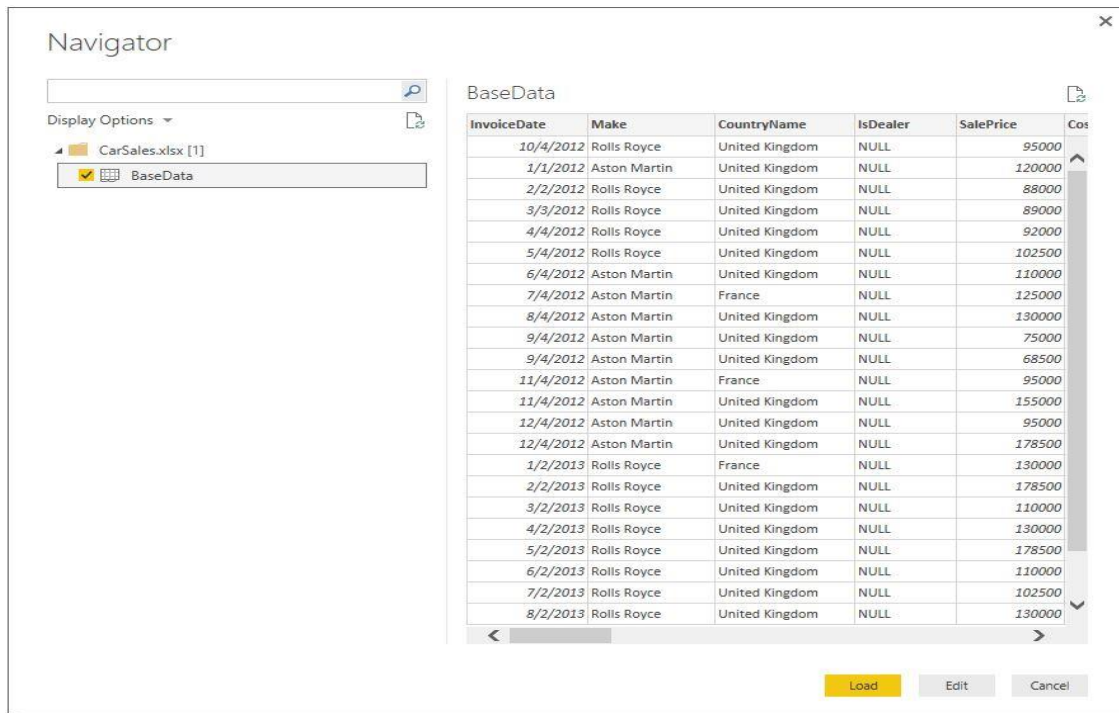 Navigator
Display Options
CarSales.xlsx [1]
BaseData
BaseData
InvoiceDate Make CountryName IsDealer SalePrice Cos
10/4/2012 Rolls Royce United Kingdom NULL 95000
1/1/2012 Aston Martin United Kingdom NULL 120000
2/2/2012 Rolls Royce United Kingdom NULL 88000
3/3/2012 Rolls Royce United Kingdom NULL 89000
4/4/2012 Rolls Royce United Kingdom NULL 92000
5/4/2012 Rolls Royce United Kingdom NULL 102500
6/4/2012 Aston Martin United Kingdom NULL 110000
7/4/2012 Aston Martin France NULL 125000
8/4/2012 Aston Martin United Kingdom NULL 130000
9/4/2012 Aston Martin United Kingdom NULL 75000
9/4/2012 Aston Martin United Kingdom NULL 68500
11/4/2012 Aston Martin France NULL 95000
11/4/2012 Aston Martin United Kingdom NULL 155000
12/4/2012 Aston Martin United Kingdom NULL 95000
12/4/2012 Aston Martin United Kingdom NULL 178500
1/2/2013 Rolls Royce France NULL 130000
2/2/2013 Rolls Royce United Kingdom NULL 178500
3/2/2013 Rolls Royce United Kingdom NULL 110000
4/2/2013 Rolls Royce United Kingdom NULL 130000
5/2/2013 Rolls Royce United Kingdom NULL 178500
6/2/2013 Rolls Royce United Kingdom NULL 110000
7/2/2013 Rolls Royce United Kingdom NULL 102500
8/2/2013 Rolls Royce United Kingdom NULL 130000
Load Edit Cancel